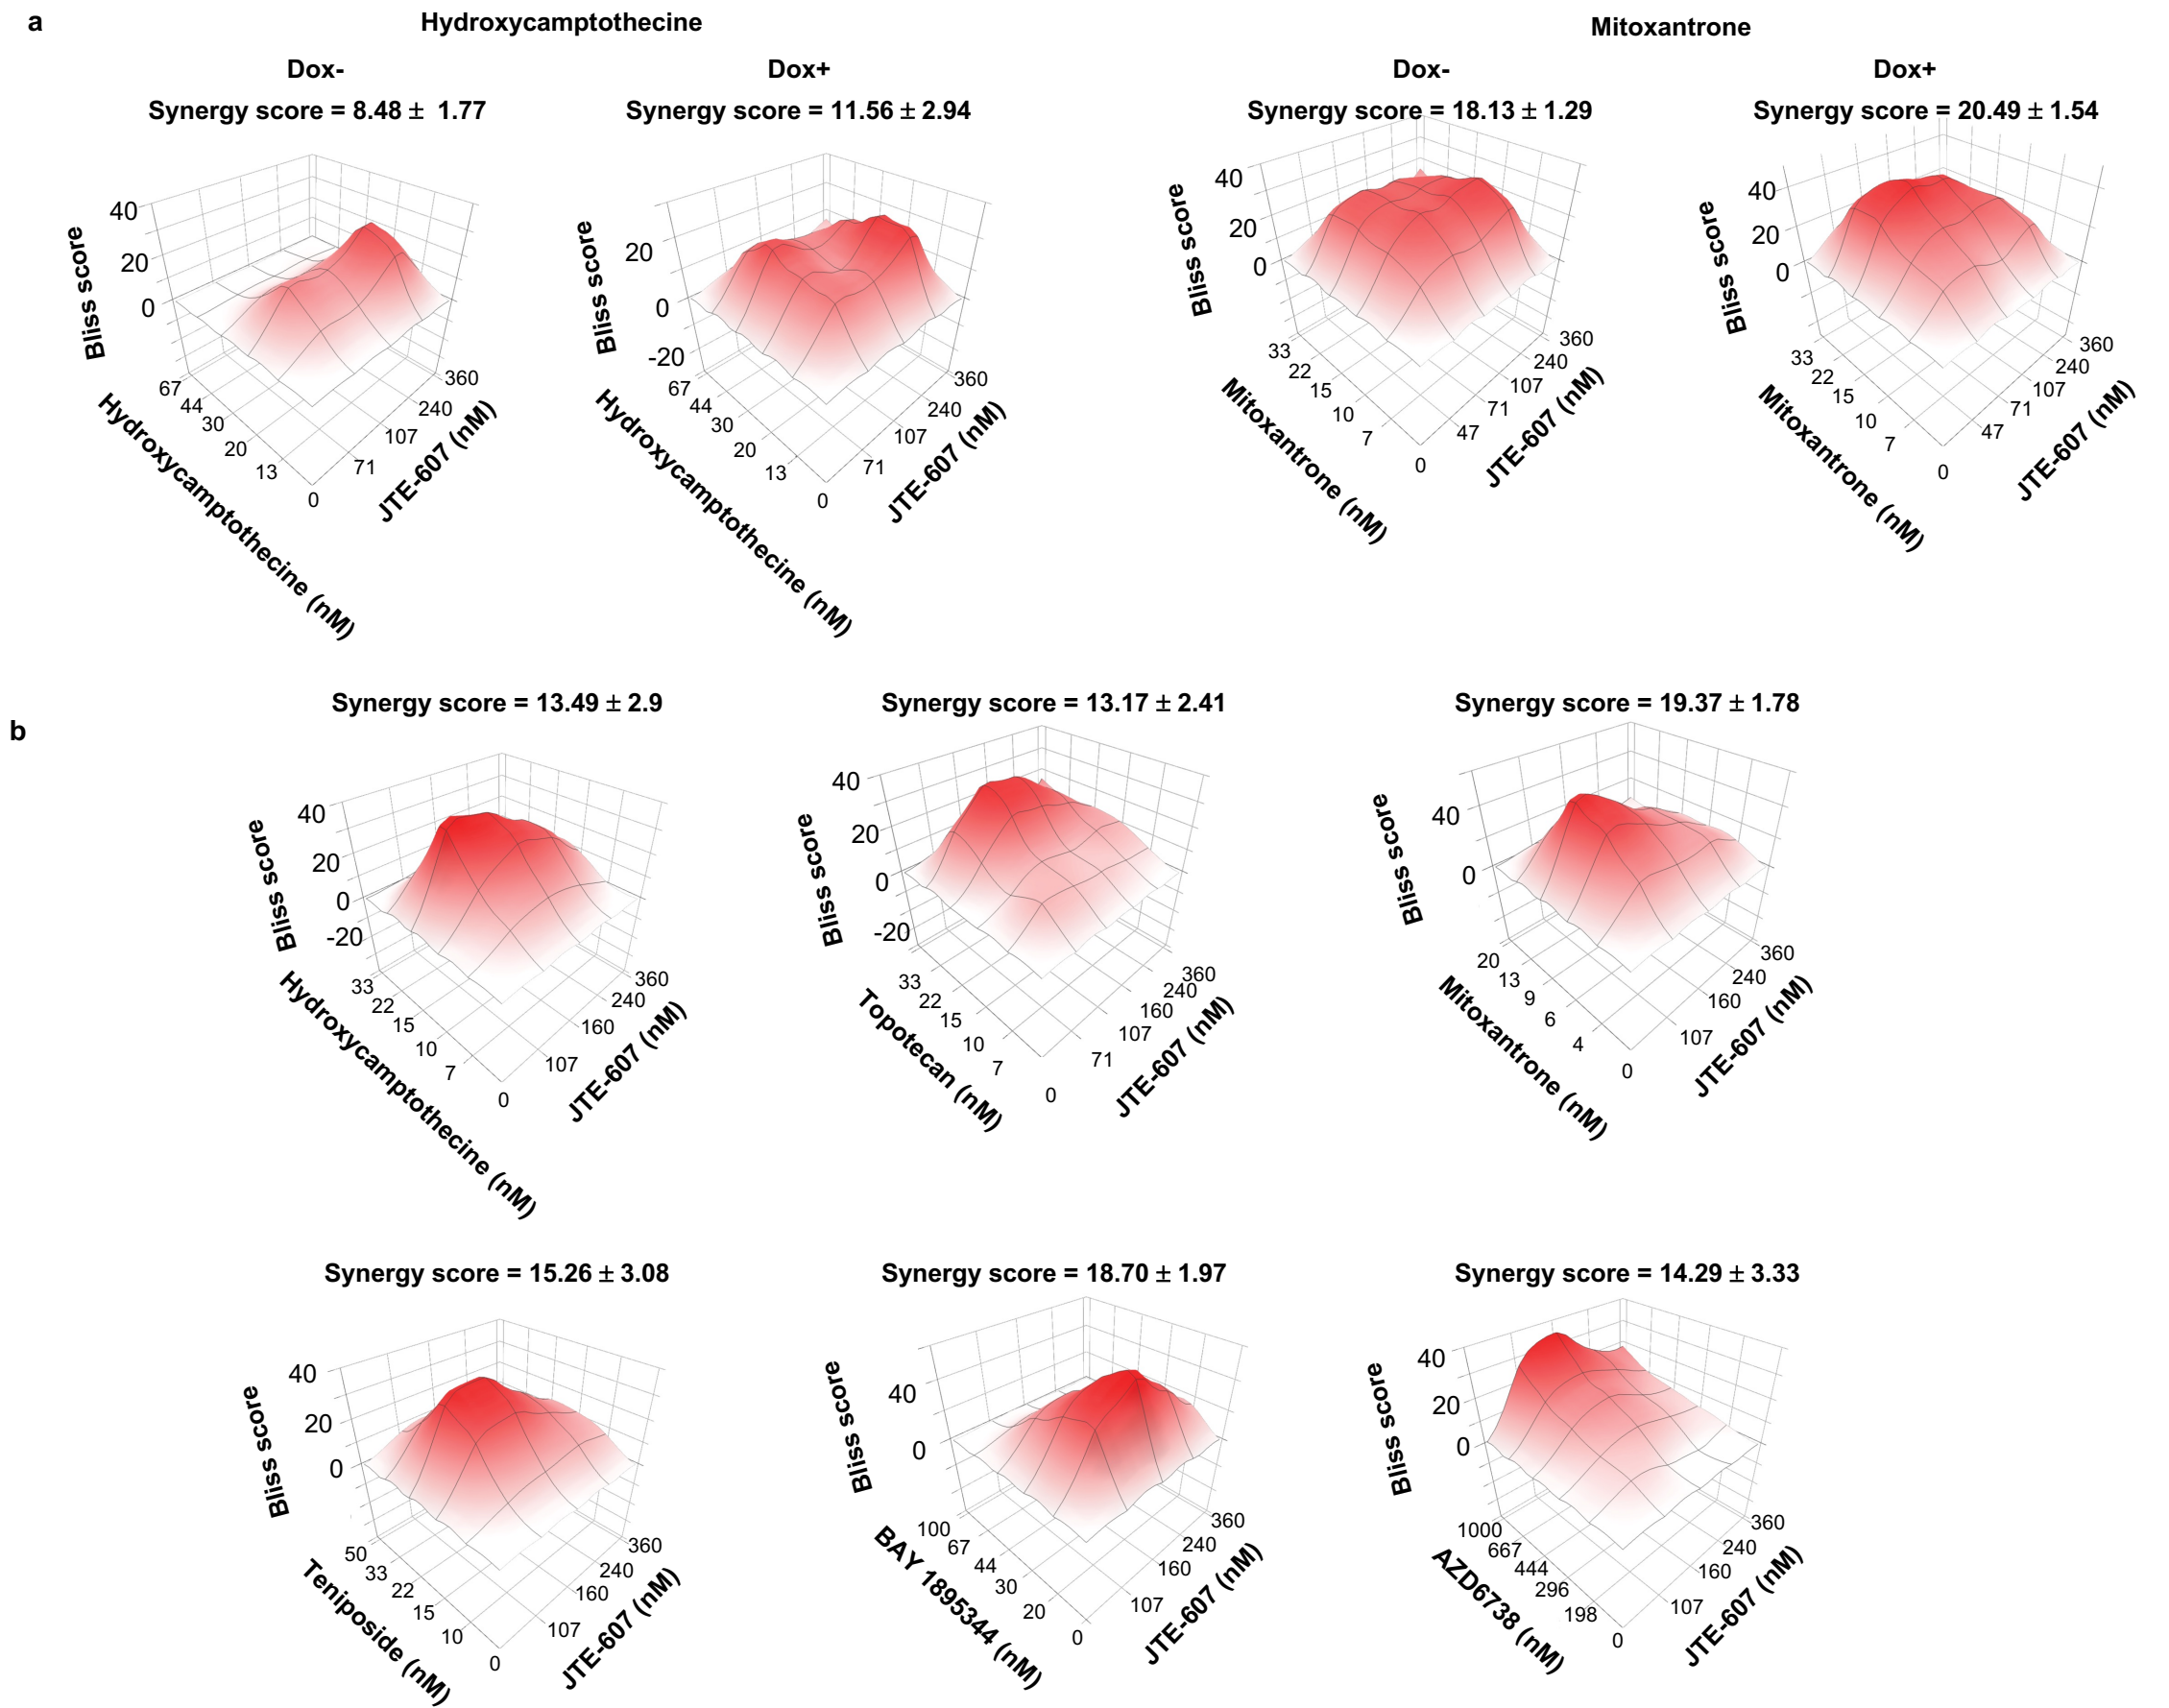 a
Hydroxycamptothecine
Mitoxantrone
Dox-
Dox+
Dox-
Dox+
Synergy score = 8.48 ± 1.77
Synergy score = 11.56 ± 2.94
Synergy score = 18.13 ± 1.29
Synergy score = 20.49 ± 1.54
40
20
0
Bliss score
67
44
30
20
13
0
71
107
240
360
Hydroxycamptothecine (nM)
JTE-607 (nM)
20
0
-20
Bliss score
67
44
30
20
13
0
71
107
240
360
Hydroxycamptothecine (nM)
JTE-607 (nM)
40
20
0
Bliss score
33
22
15
10
7
0
47
71
107
240
360
Mitoxantrone (nM)
JTE-607 (nM)
40
20
0
Bliss score
33
22
15
10
7
0
47
71
107
240
360
Mitoxantrone (nM)
JTE-607 (nM)
b
Synergy score = 13.49 ± 2.9
Synergy score = 13.17 ± 2.41
Synergy score = 19.37 ± 1.78
40
20
0
-20
Bliss score
33
22
15
10
7
0
107
160
240
360
Hydroxycamptothecine (nM)
JTE-607 (nM)
40
20
0
-20
Bliss score
33
22
15
10
7
0
71
107
160
240
360
Topotecan (nM)
JTE-607 (nM)
40
0
Bliss score
20
13
9
6
4
0
107
160
240
360
Mitoxantrone (nM)
JTE-607 (nM)
Synergy score = 15.26 ± 3.08
Synergy score = 18.70 ± 1.97
Synergy score = 14.29 ± 3.33
40
20
0
Bliss score
50
33
22
15
10
0
107
160
240
360
Teniposide (nM)
JTE-607 (nM)
40
0
Bliss score
100
67
44
30
20
0
107
160
240
360
BAY 1895344 (nM)
JTE-607 (nM)
40
20
0
Bliss score
1000
667
444
296
198
0
107
160
240
360
AZD6738 (nM)
JTE-607 (nM)